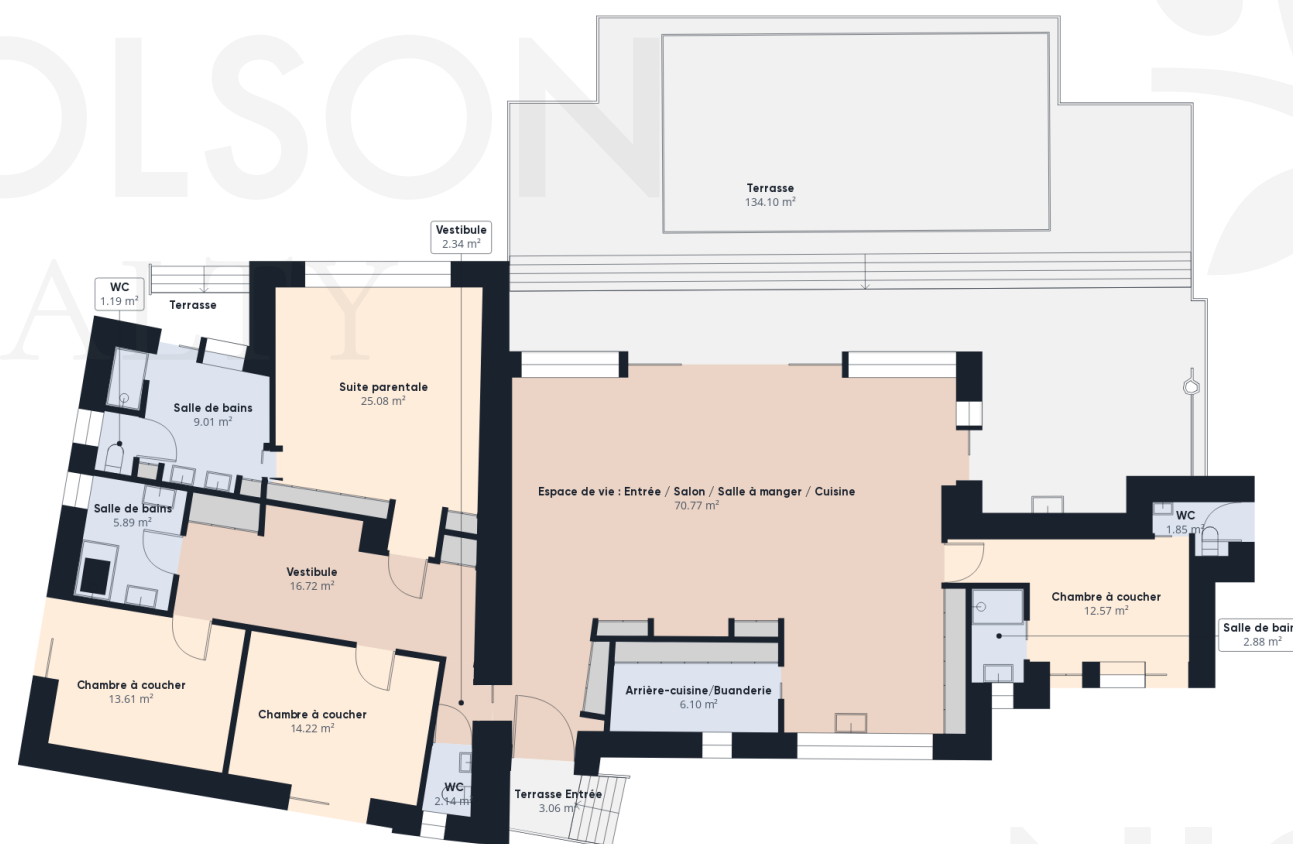 OLSON
ALTY
Terrasse
134.10 m²
Vestibule
2.34 m²
WC
1.19 m²
Terrasse
Suite parentale
25.08 m²
Salle de bains
9.01 m²
Espace de vie : Entrée / Salon / Salle à manger / Cuisine
70.77 m²
Salle de bains
5.89 m²
WC
1.85 m²
Vestibule
16.72 m²
Chambre à coucher
12.57 m²
Salle de bain
2.88 m²
Chambre à coucher
13.61 m²
Arrière-cuisine/Buanderie
6.10 m²
Chambre à coucher
14.22 m²
WC
2.14 m²
Terrasse Entrée
3.06 m²